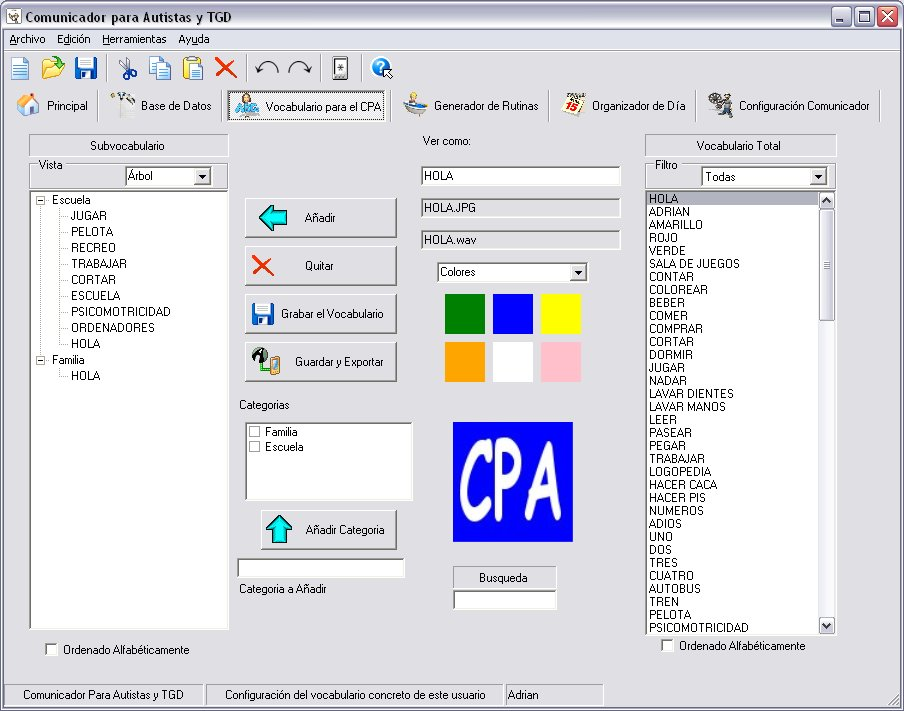 Comunicador para Autistas y TGD
Archivo Edición Herramientas Ayuda
Principal Base de Datos Vocabulario para el CPA Generador de Rutinas Organizador de Día Configuración Comunicador
Subvocabulario
Vista
Árbol
Escuela
JUGAR
PELOTA
RECREO
TRABAJAR
CORTAR
ESCUELA
PSICOMOTRICIDAD
ORDENADORES
HOLA
Familia
HOLA
Ordenado Alfabéticamente
Añadir
Quitar
Grabar el Vocabulario
Guardar y Exportar
Categorias
Familia
Escuela
Añadir Categoria
Categoria a Añadir
Ver como:
HOLA
HOLA.JPG
HOLA.wav
Colores
CPA
Busqueda
Vocabulario Total
Filtro
Todas
HOLA
ADRIAN
AMARILLO
ROJO
VERDE
SALA DE JUEGOS
CONTAR
COLOREAR
BEBER
COMER
COMPRAR
CORTAR
DORMIR
JUGAR
NADAR
LAVAR DIENTES
LAVAR MANOS
LEER
PASEAR
PEGAR
TRABAJAR
LOGOPEDIA
HACER CACA
HACER PIS
NUMEROS
ADIOS
UNO
DOS
TRES
CUATRO
AUTOBUS
TREN
PELOTA
PSICOMOTRICIDAD
Ordenado Alfabéticamente
Comunicador Para Autistas y TGD Configuración del vocabulario concreto de este usuario Adrian